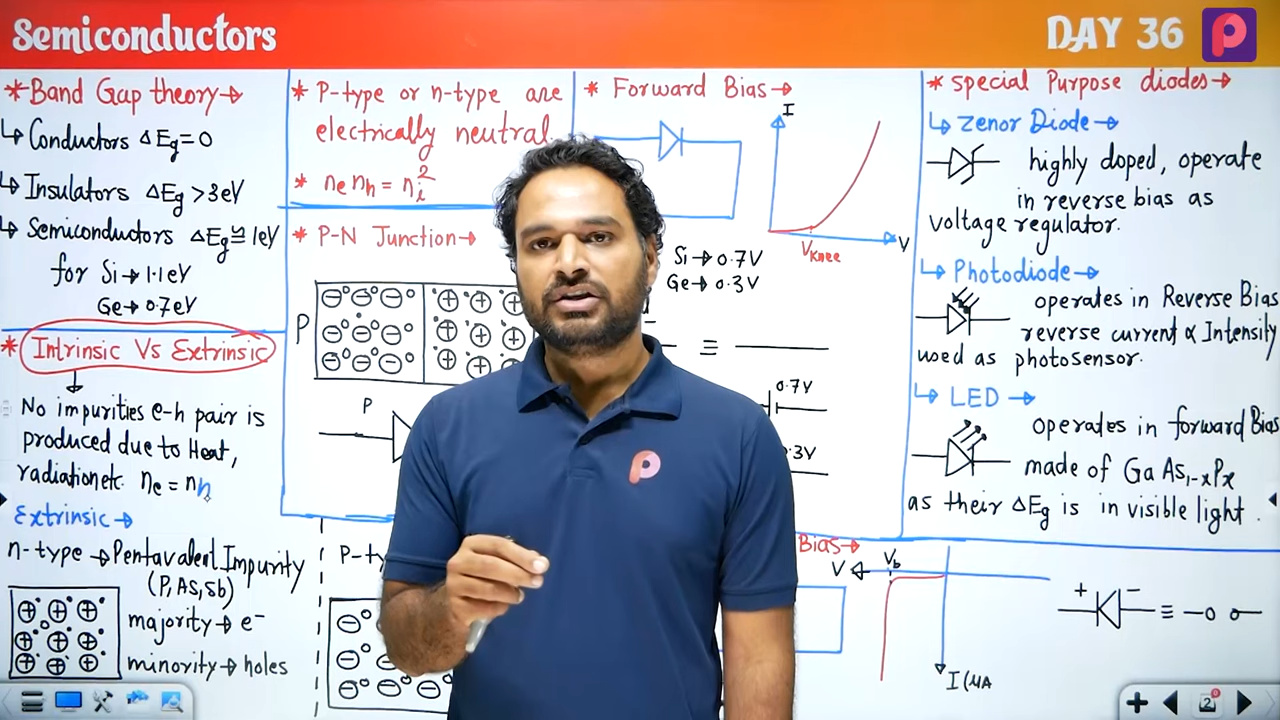 Semiconductors
DAY 36
* Band Gap theory→
↳ Conductors ΔEg=0
↳ Insulators ΔEg >3eV
↳ Semiconductors ΔEg≅1eV
for Si→1.1eV
Ge→0.7eV
* Intrinsic Vs Extrinsic
No impurities e-h pair is
produced due to Heat,
radiation etc. ne = nh
Extrinsic→
n-type → Pentavalent Impurity
(P, As, Sb)
majority→ e⁻
minority→ holes
* P-type or n-type are
electrically neutral.
* ne nh = ni²
* P-N Junction→
P
P
0.7V
.3V
P-ty
* Forward Bias→
I
V
VKnee
Si→0.7V
Ge→0.3V
≡
Bias→
V
Vb
I(μA
+ − ≡
* special Purpose diodes→
↳ Zenor Diode→
highly doped, operate
in reverse bias as
voltage regulator.
↳ Photodiode→
operates in Reverse Bias
reverse current ∝ Intensity
used as photosensor.
↳ LED →
operates in forward Bias
made of GaAs1-xPx
as their ΔEg is in visible light.
2